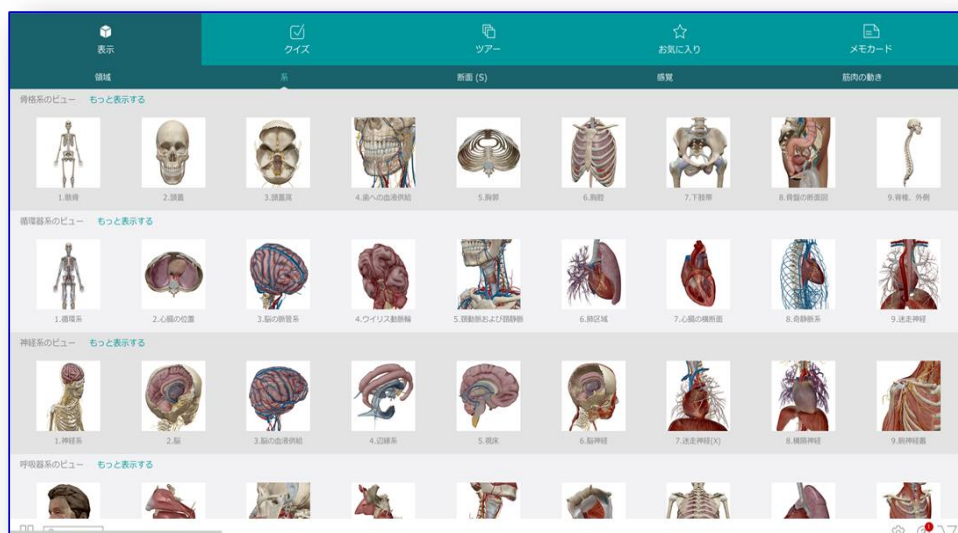 表示
クイズ
ツアー
お気に入り
メモカード
領域
系
断面 (S)
感覚
筋肉の動き
骨格系のビュー もっと表示する
1.骸骨
2.頭蓋
3.頭蓋底
4.歯への血液供給
5.胸郭
6.胸腔
7.下肢帯
8.骨盤の断面図
9.脊椎、外側
循環器系のビュー もっと表示する
1.循環系
2.心臓の位置
3.脳の脈管系
4.ウイリス動脈輪
5.頸動脈および頸静脈
6.肺区域
7.心臓の横断面
8.奇静脈系
9.迷走神経
神経系のビュー もっと表示する
1.神経系
2.脳
3.脳の血液供給
4.辺縁系
5.視床
6.脳神経
7.迷走神経(X)
8.横隔神経
9.腕神経叢
呼吸器系のビュー もっと表示する